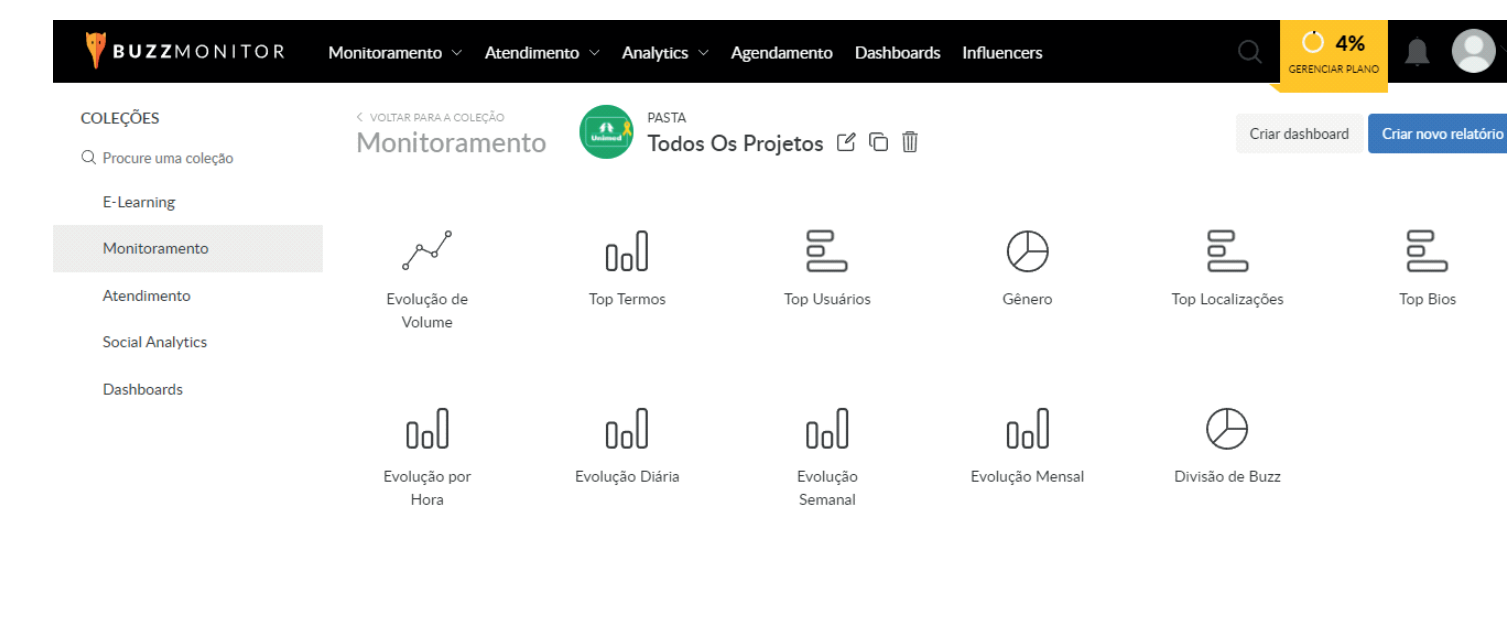 BUZZMONITOR
Monitoramento Atendimento Analytics Agendamento Dashboards Influencers
4%
GERENCIAR PLANO
COLEÇÕES
Procure uma coleção
E-Learning
Monitoramento
Atendimento
Social Analytics
Dashboards
< VOLTAR PARA A COLEÇÃO
Monitoramento
Unimed
PASTA
Todos Os Projetos
Criar dashboard
Criar novo relatório
Evolução de
Volume
Top Termos
Top Usuários
Gênero
Top Localizações
Top Bios
Evolução por
Hora
Evolução Diária
Evolução
Semanal
Evolução Mensal
Divisão de Buzz